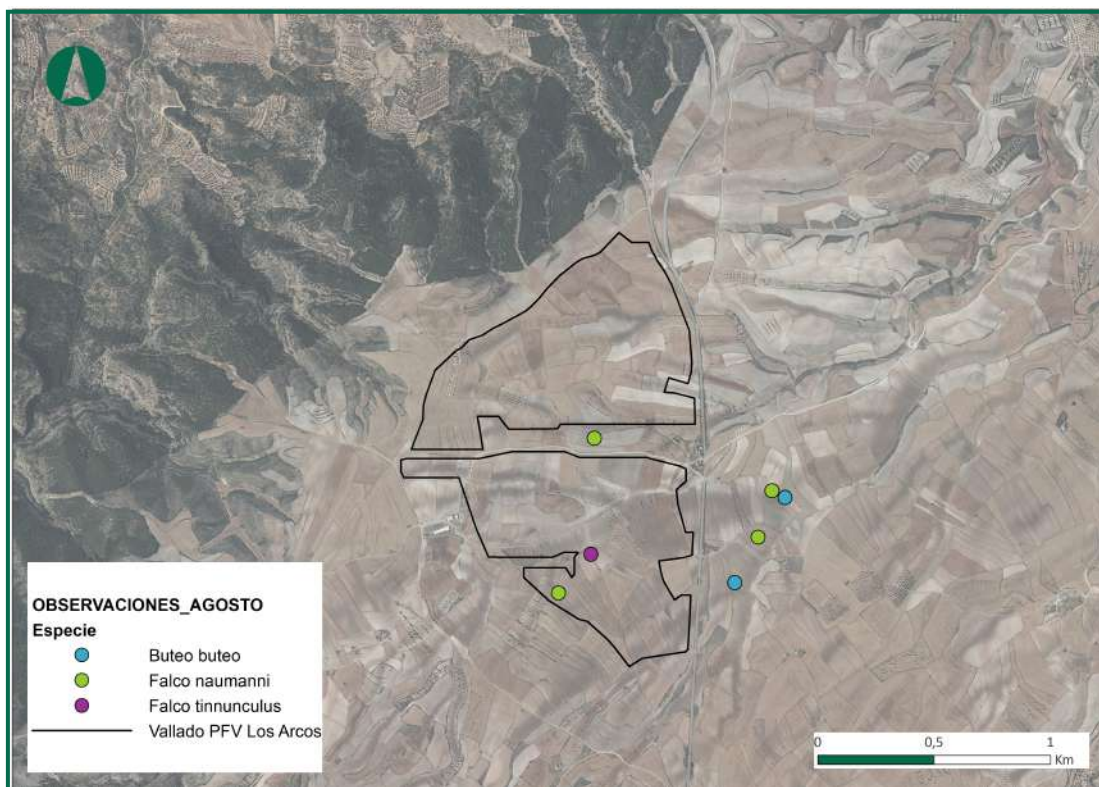 OBSERVACIONES_AGOSTO
Especie
Buteo buteo
Falco naumanni
Falco tinnunculus
Vallado PFV Los Arcos
0 0,5 1
Km